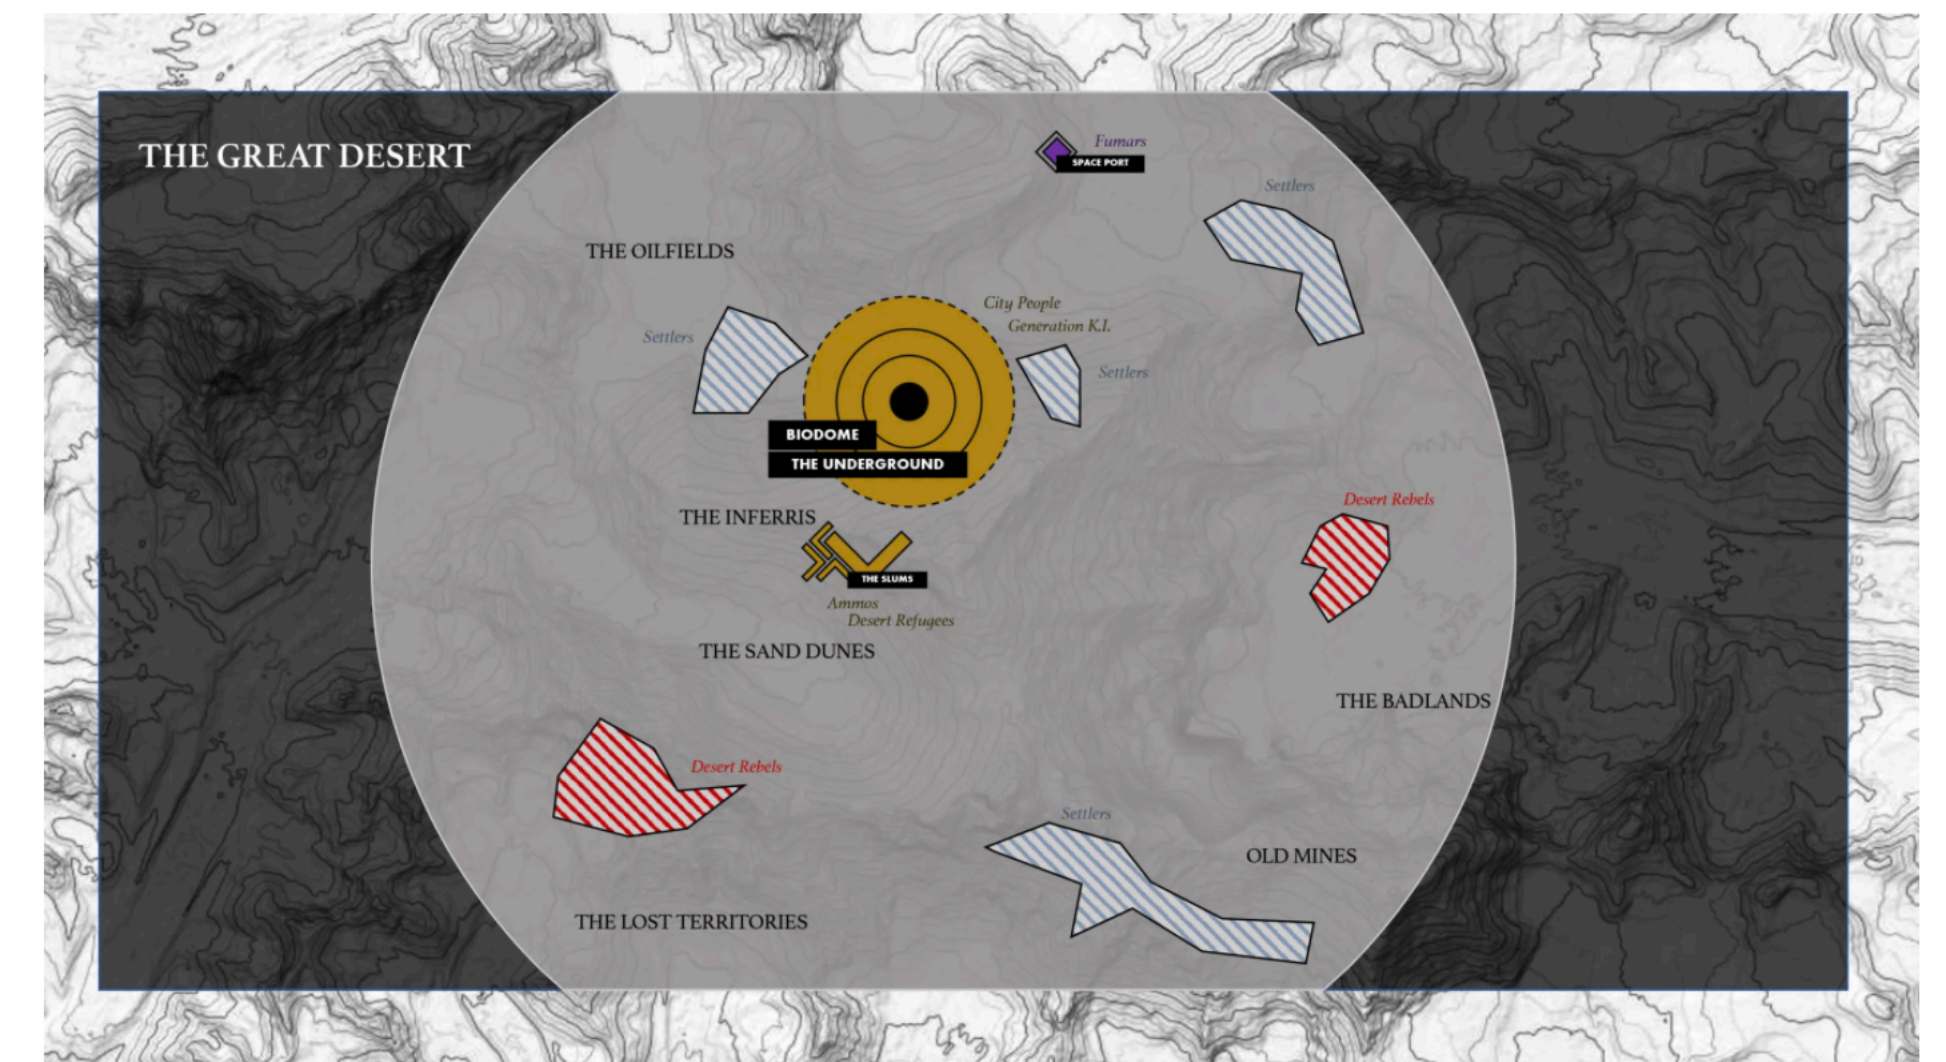 Fumars
THE GREAT DESERT
SPACE PORT
Settlers
THE OILFIELDS
City People
Generation K.I.
Settlers
Settlers
BIODOME
THE UNDERGROUND
Desert Rebels
THE INFERRIS
THE SLUMS
Ammos
Desert Refugees
THE SAND DUNES
THE BADLANDS
Desert Rebels
Settlers
OLD MINES
THE LOST TERRITORIES